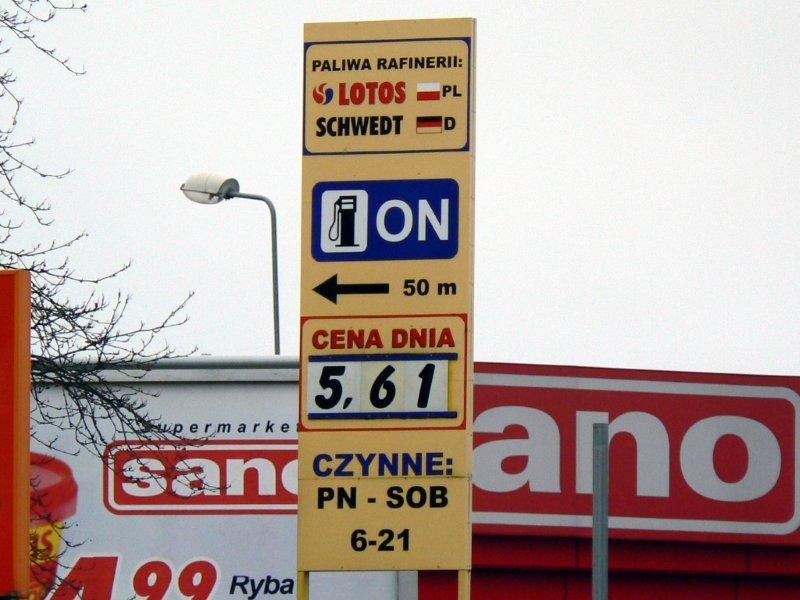 PALIWA RAFINERII:
LOTOS PL
SCHWEDT D
ON
50 m
CENA DNIA
5,61
CZYNNE:
PN - SOB
6-21
ano
supermarket
sano
4.99 Ryba